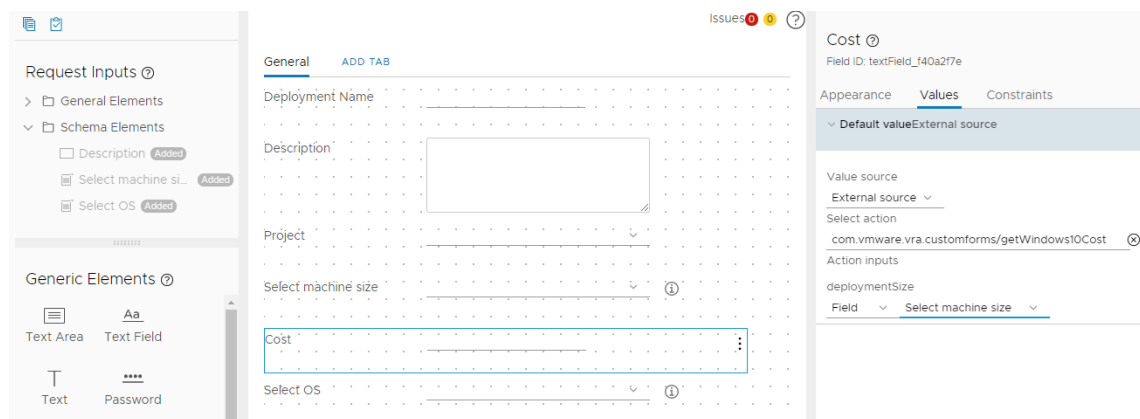 Issues 0 0
Request Inputs
General Elements
Schema Elements
Description Added
Select machine si... Added
Select OS Added
Generic Elements
Aa
Text Area Text Field
T
Text Password
General ADD TAB
Deployment Name
Description
Project
Select machine size
Cost
Select OS
Cost
Field ID: textField_f40a2f7e
Appearance Values Constraints
Default valueExternal source
Value source
External source
Select action
com.vmware.vra.customforms/getWindows10Cost
Action inputs
deploymentSize
Field Select machine size